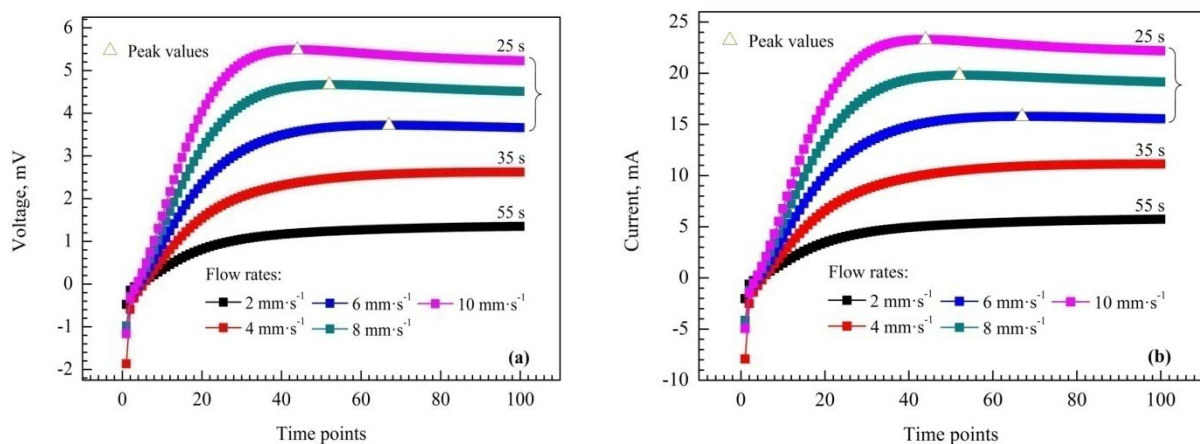 6
5
4
3
2
1
0
-1
-2
Voltage, mV
Peak values
25 s
35 s
55 s
Flow rates:
2 mm·s⁻¹ 6 mm·s⁻¹ 10 mm·s⁻¹
4 mm·s⁻¹ 8 mm·s⁻¹
(a)
0 20 40 60 80 100
Time points
25
20
15
10
5
0
-5
-10
Current, mA
Peak values
25 s
35 s
55 s
Flow rates:
2 mm·s⁻¹ 6 mm·s⁻¹ 10 mm·s⁻¹
4 mm·s⁻¹ 8 mm·s⁻¹
(b)
0 20 40 60 80 100
Time points